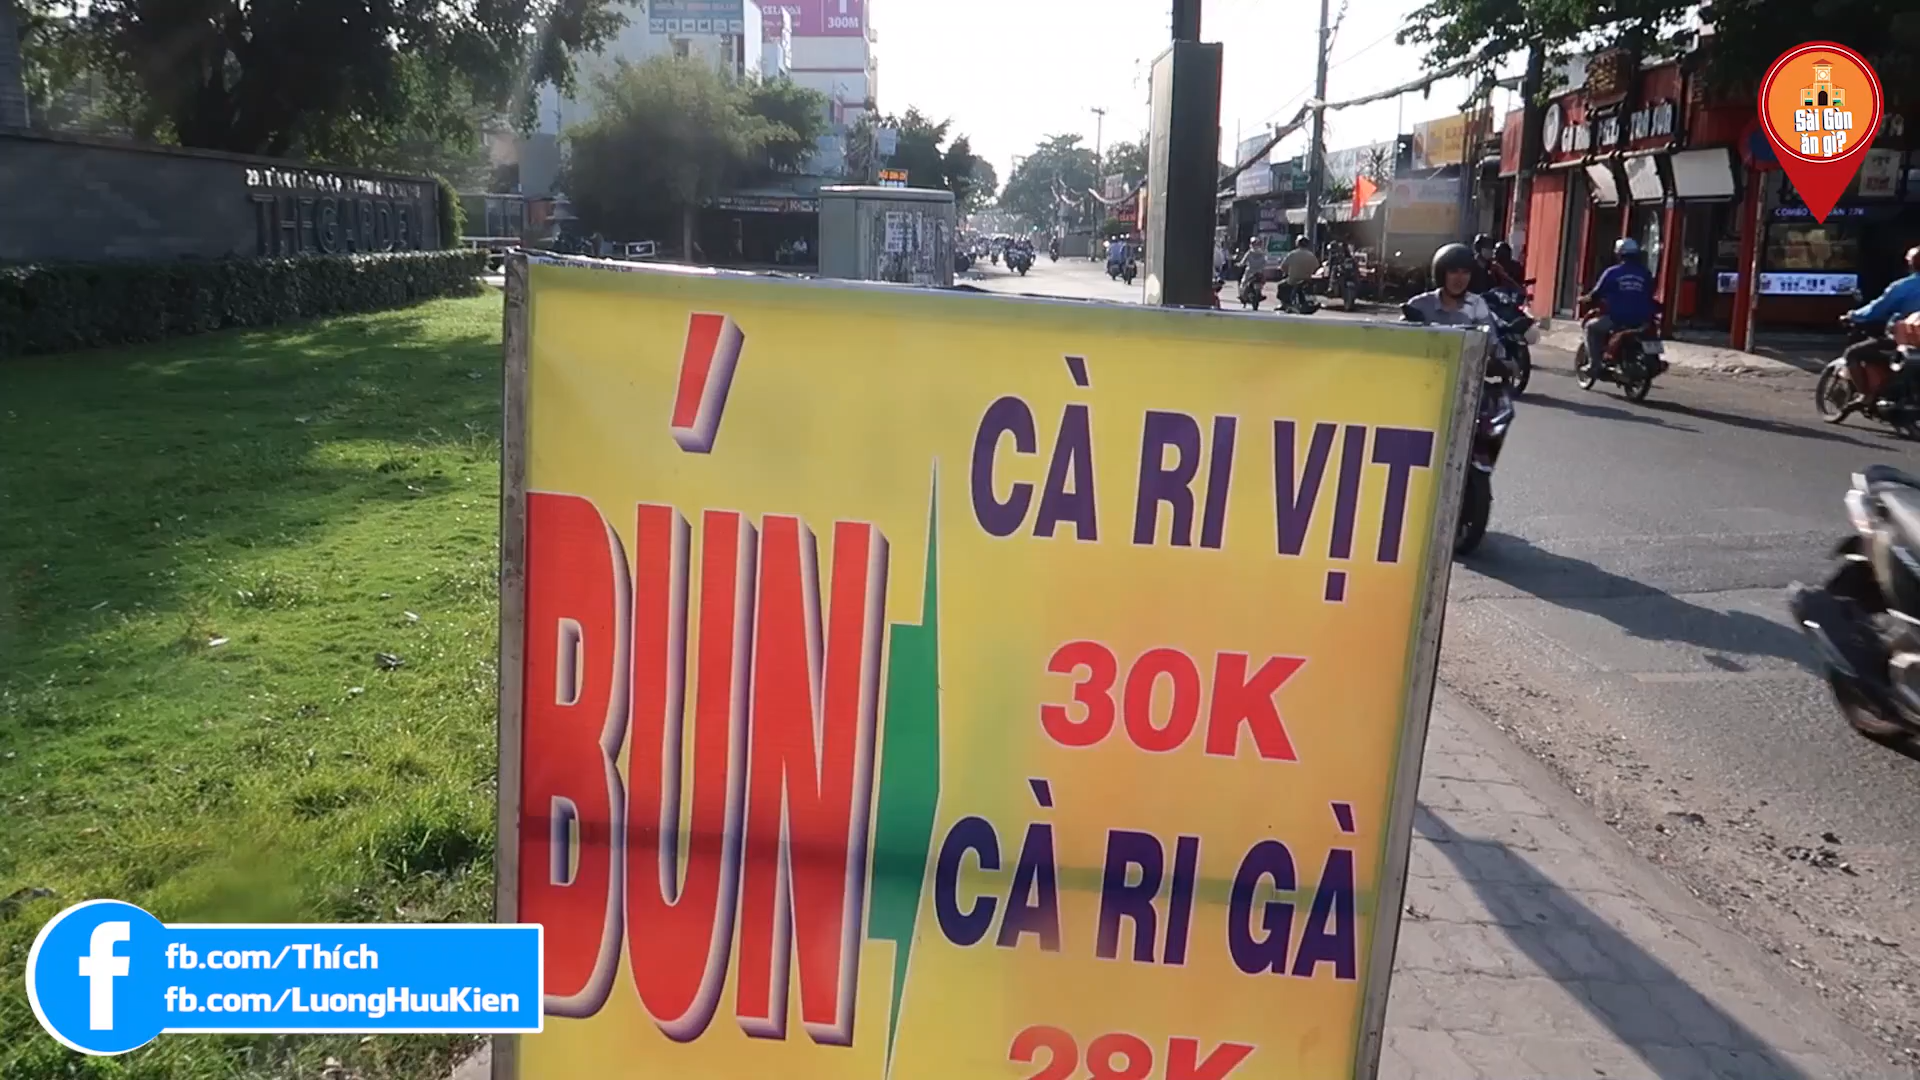 300M
Sài Gòn
ăn gì?
THE GARDEN
BÚN
CÀ RI VỊT
30K
CÀ RI GÀ
28K
fb.com/Thích
fb.com/LuongHuuKien